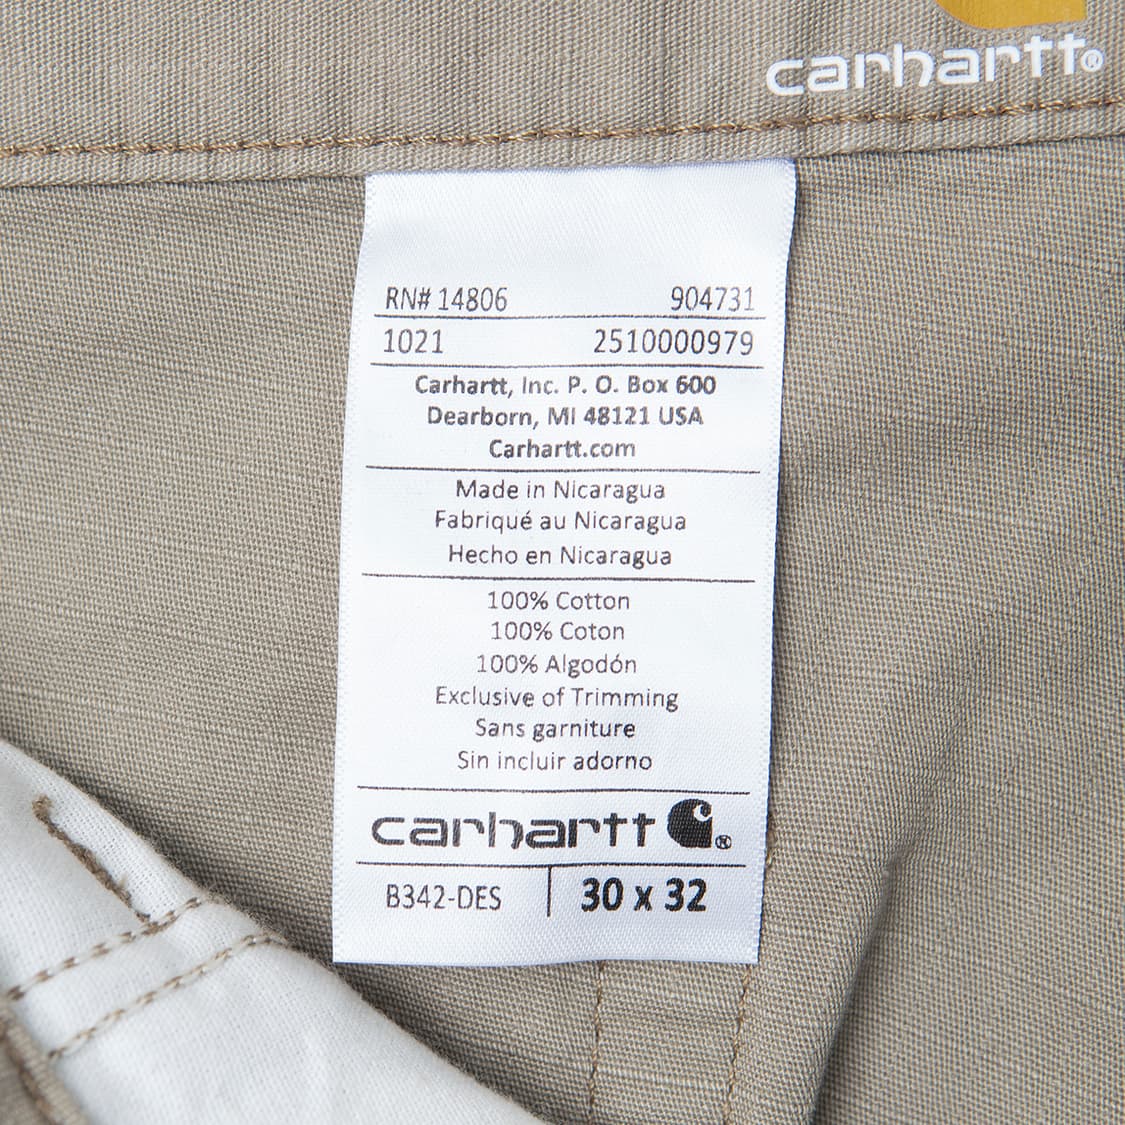 carhartt®
RN# 14806 904731
1021 2510000979
Carhartt, Inc. P. O. Box 600
Dearborn, MI 48121 USA
Carhartt.com
Made in Nicaragua
Fabriqué au Nicaragua
Hecho en Nicaragua
100% Cotton
100% Coton
100% Algodón
Exclusive of Trimming
Sans garniture
Sin incluir adorno
carhartt ®
B342-DES 30 x 32